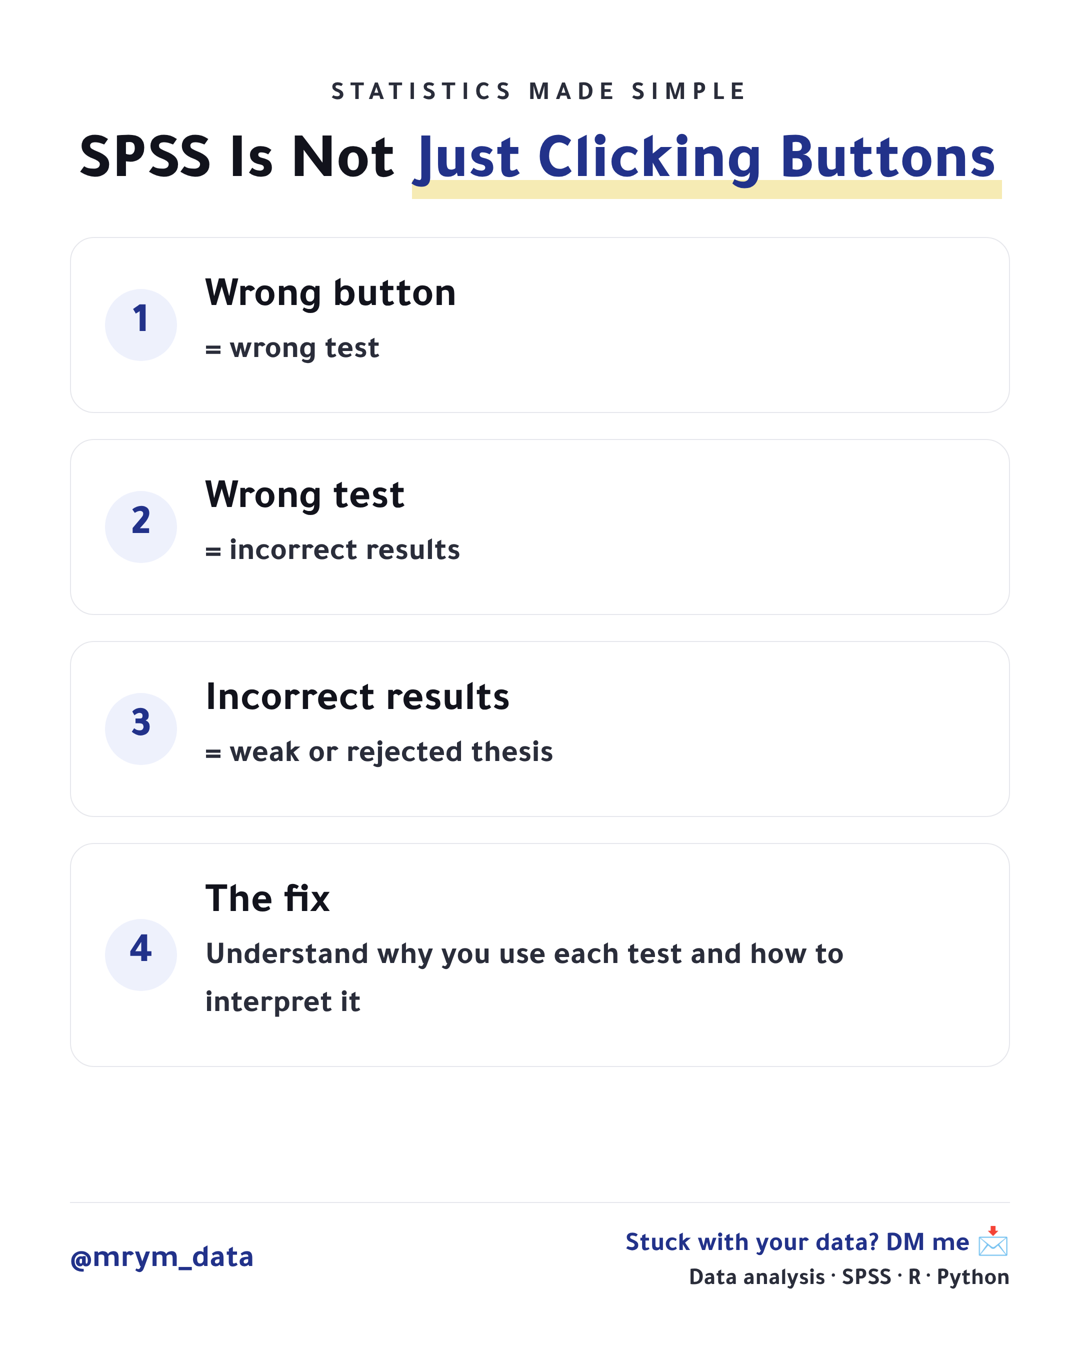 STATISTICS MADE SIMPLE
SPSS Is Not Just Clicking Buttons
1
Wrong button
= wrong test
2
Wrong test
= incorrect results
3
Incorrect results
= weak or rejected thesis
4
The fix
Understand why you use each test and how to
interpret it
@mrym_data
Stuck with your data? DM me 📩
Data analysis · SPSS · R · Python